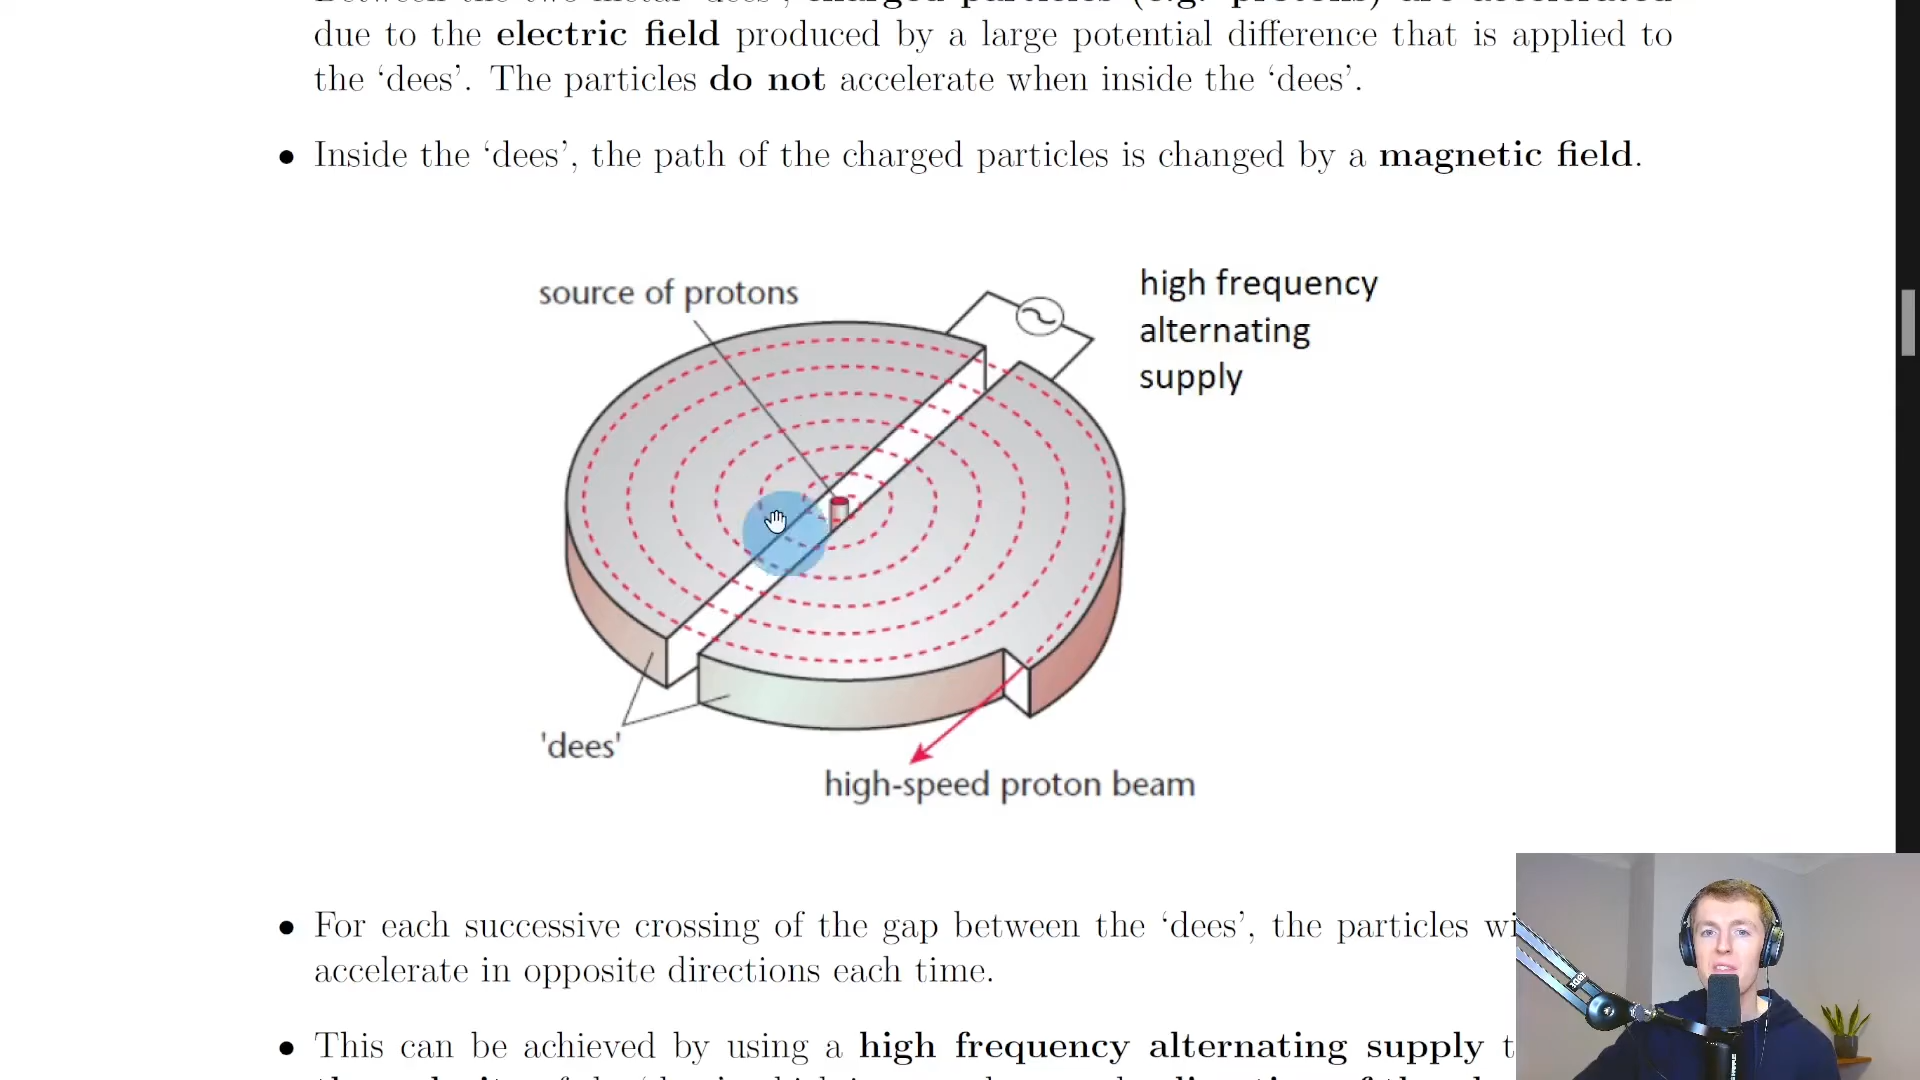 due to the electric field produced by a large potential difference that is applied to
the ‘dees’. The particles do not accelerate when inside the ‘dees’.
• Inside the ‘dees’, the path of the charged particles is changed by a magnetic field.
source of protons
high frequency
alternating
supply
'dees'
high-speed proton beam
• For each successive crossing of the gap between the ‘dees’, the particles
accelerate in opposite directions each time.
• This can be achieved by using a high frequency alternating supply